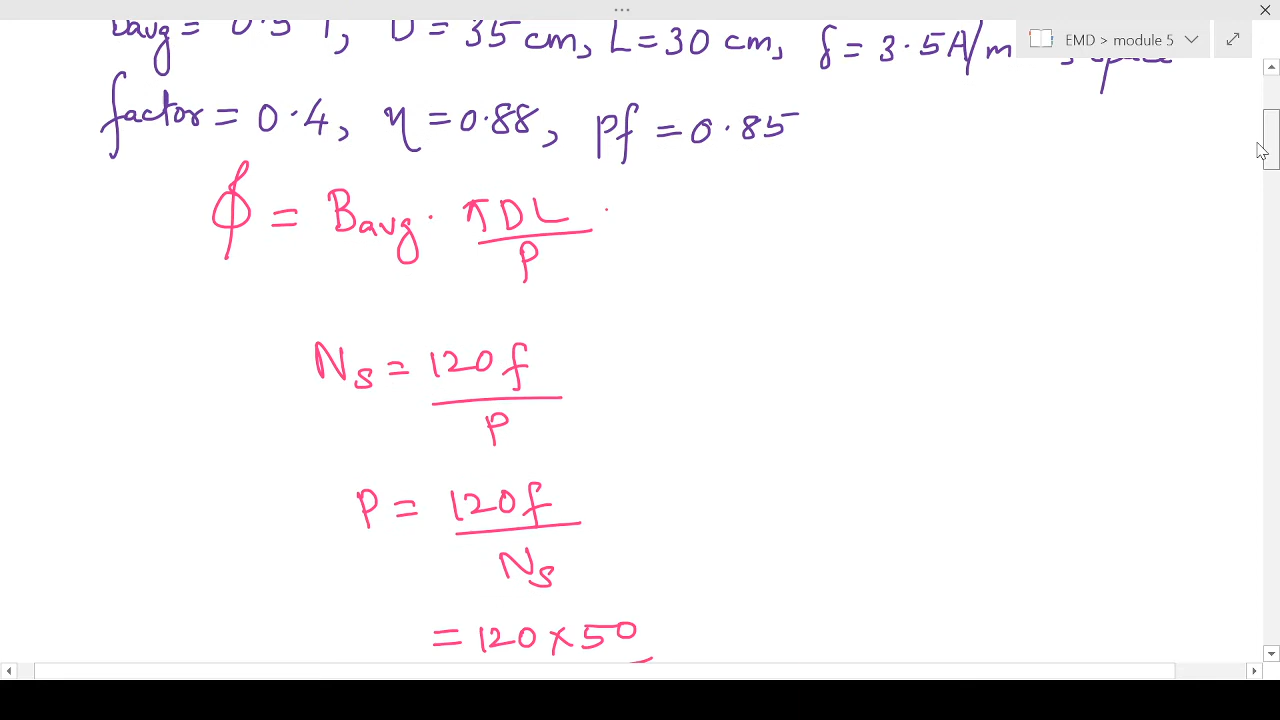 Bavg = 0.5 T, D = 35 cm, L = 30 cm, δ = 3.5 A/m
EMD > module 5
factor = 0.4, η = 0.88, pf = 0.85
ϕ = Bavg. πDL
P
Ns = 120f
P
P = 120f
Ns
= 120 × 50